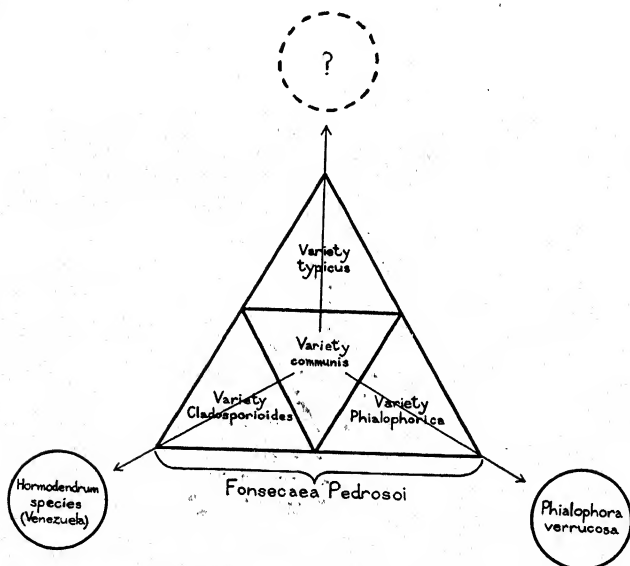 ?
Variety
typicus
Variety
communis
Variety
Cladosporioides
Variety
Phialophorica
Hormodendrum
species
(Venezuela)
Fonsecaea Pedrosoi
Phialophora
verrucosa